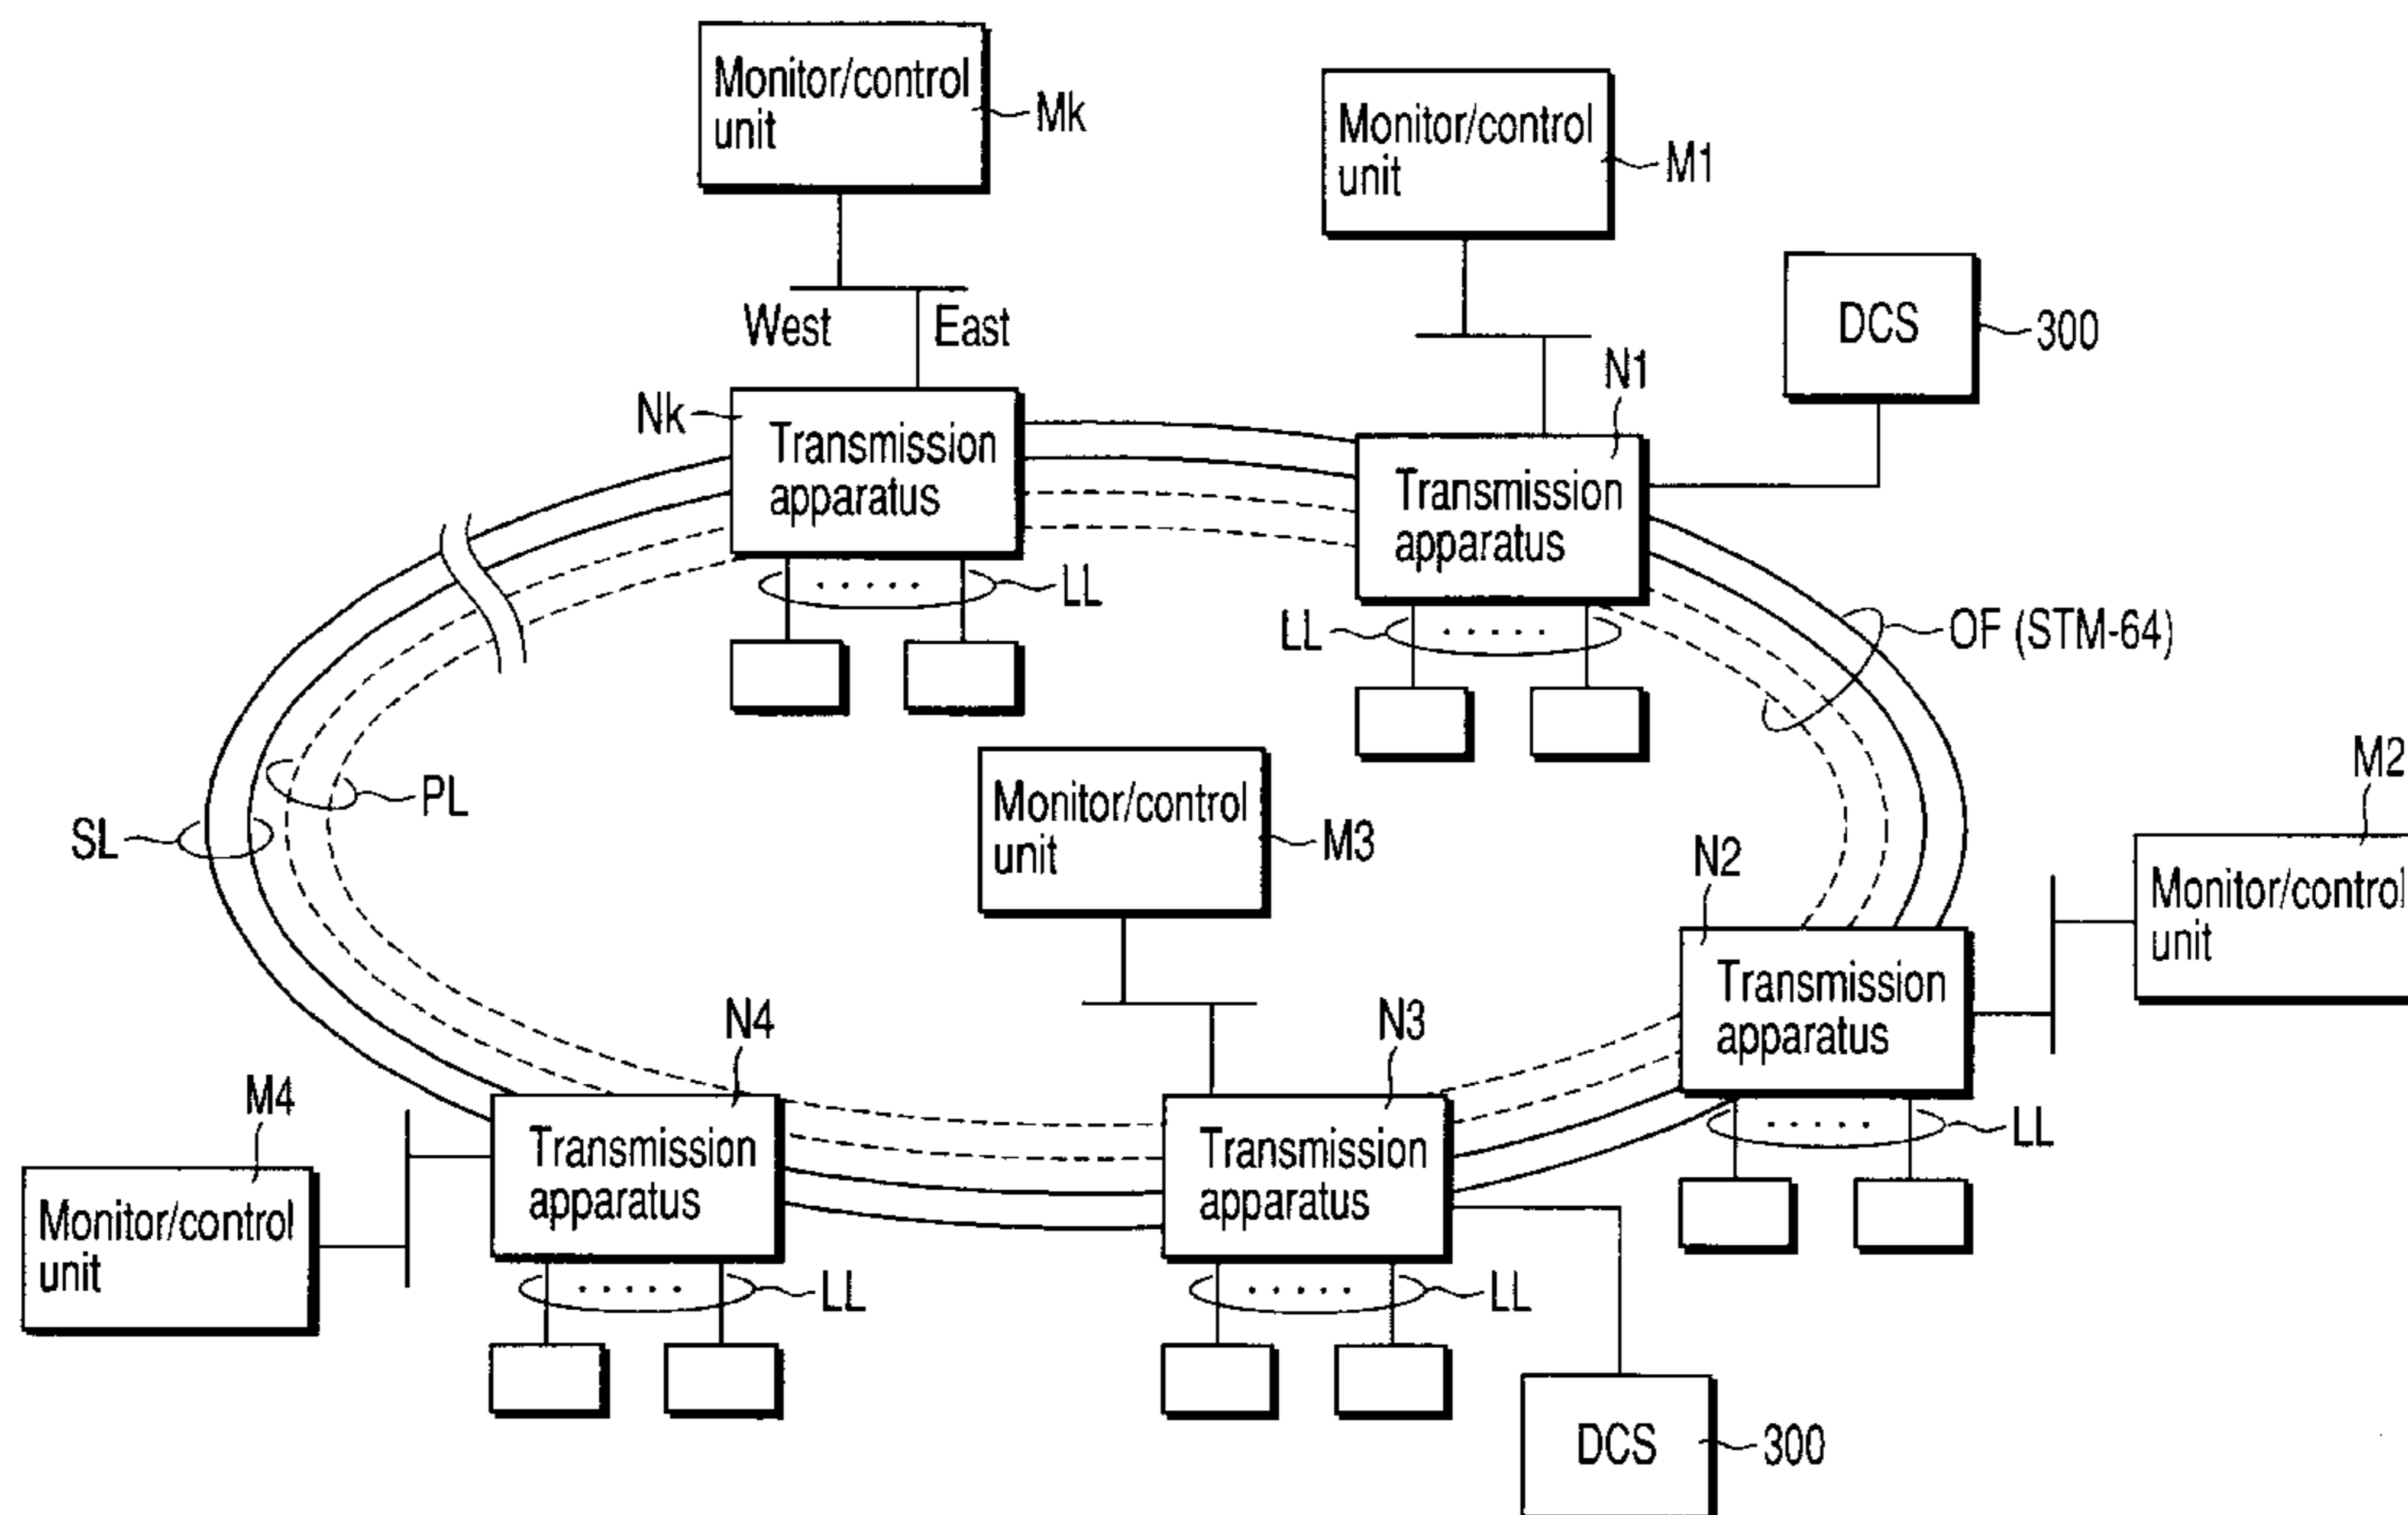 Monitor/control
unit
Mk
Monitor/control
unit
M1
West
East
DCS
300
N1
Nk
Transmission
apparatus
Transmission
apparatus
LL
LL
OF (STM-64)
M2
PL
Monitor/control
unit
M3
SL
N2
Monitor/control
unit
Transmission
apparatus
N4
N3
M4
LL
Transmission
apparatus
Transmission
apparatus
Monitor/control
unit
LL
LL
DCS
300